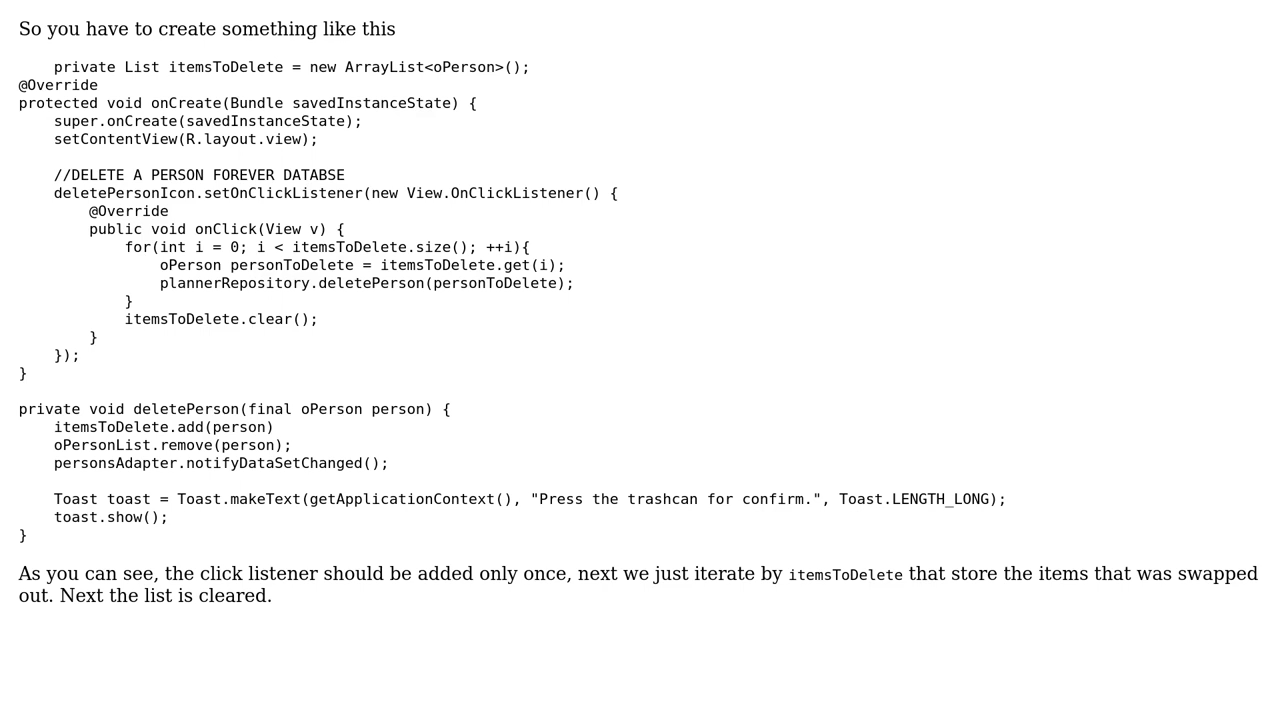 So you have to create something like this
    private List itemsToDelete = new ArrayList<oPerson>();
@Override
protected void onCreate(Bundle savedInstanceState) {
    super.onCreate(savedInstanceState);
    setContentView(R.layout.view);

    //DELETE A PERSON FOREVER DATABSE
    deletePersonIcon.setOnClickListener(new View.OnClickListener() {
        @Override
        public void onClick(View v) {
            for(int i = 0; i < itemsToDelete.size(); ++i){
                oPerson personToDelete = itemsToDelete.get(i);
                plannerRepository.deletePerson(personToDelete);
            }
            itemsToDelete.clear();
        }
    });
}

private void deletePerson(final oPerson person) {
    itemsToDelete.add(person)
    oPersonList.remove(person);
    personsAdapter.notifyDataSetChanged();

    Toast toast = Toast.makeText(getApplicationContext(), "Press the trashcan for confirm.", Toast.LENGTH_LONG);
    toast.show();
}
As you can see, the click listener should be added only once, next we just iterate by itemsToDelete that store the items that was swapped
out. Next the list is cleared.